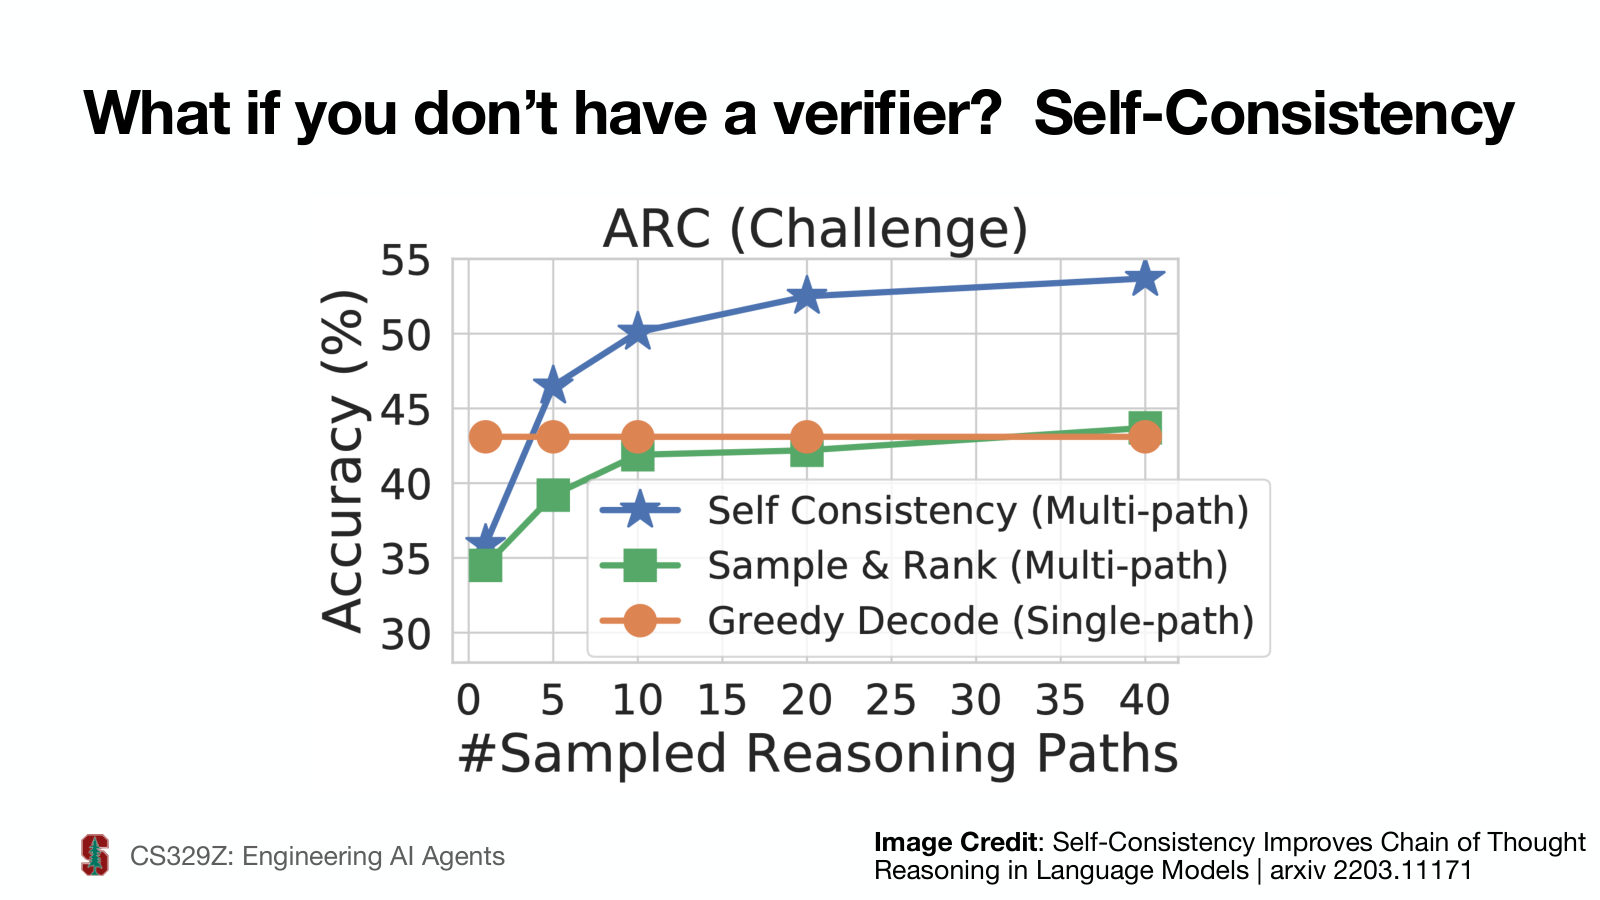 What if you don’t have a verifier? Self-Consistency
ARC (Challenge)
55
50
45
40
35
30
Accuracy (%)
Self Consistency (Multi-path)
Sample & Rank (Multi-path)
Greedy Decode (Single-path)
0 5 10 15 20 25 30 35 40
#Sampled Reasoning Paths
S
CS329Z: Engineering AI Agents
Image Credit: Self-Consistency Improves Chain of Thought
Reasoning in Language Models | arxiv 2203.11171